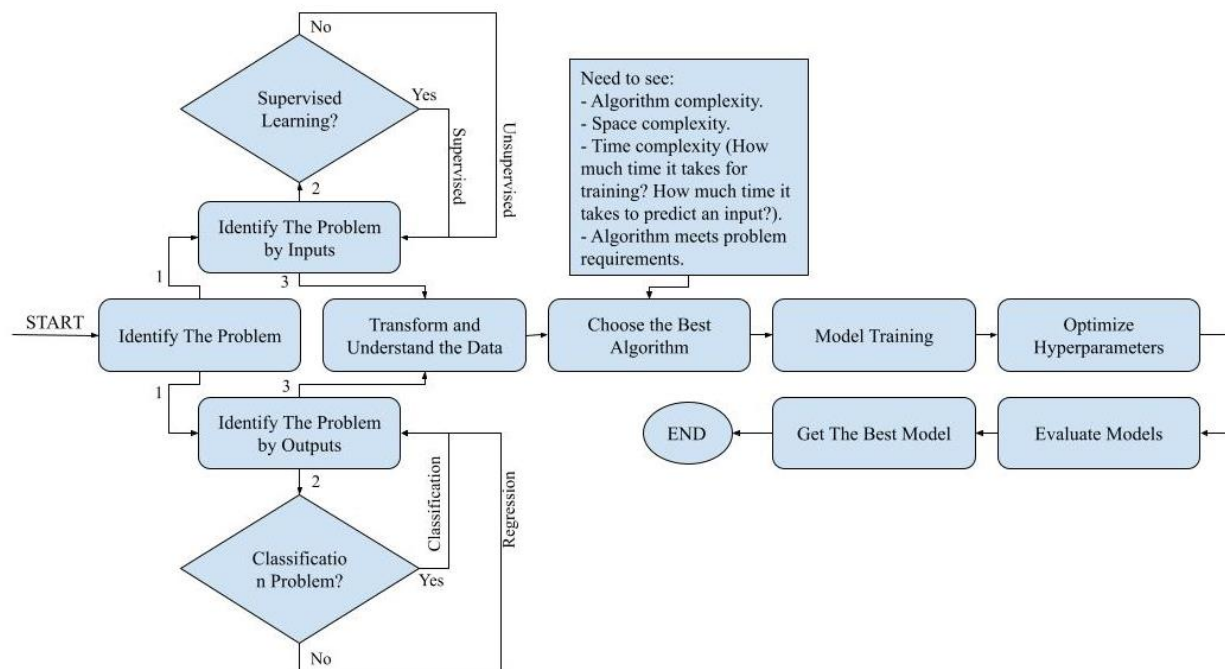 No
Supervised
Learning?
Yes
Supervised
Unsupervised
2
Identify The Problem
by Inputs
1
3
Need to see:
- Algorithm complexity.
- Space complexity.
- Time complexity (How
much time it takes for
training? How much time it
takes to predict an input?).
- Algorithm meets problem
requirements.
START
Identify The Problem
Transform and
Understand the Data
Choose the Best
Algorithm
Model Training
Optimize
Hyperparameters
1
3
Identify The Problem
by Outputs
END
Get The Best Model
Evaluate Models
2
Classification
Regression
Classificatio
n Problem?
Yes
No